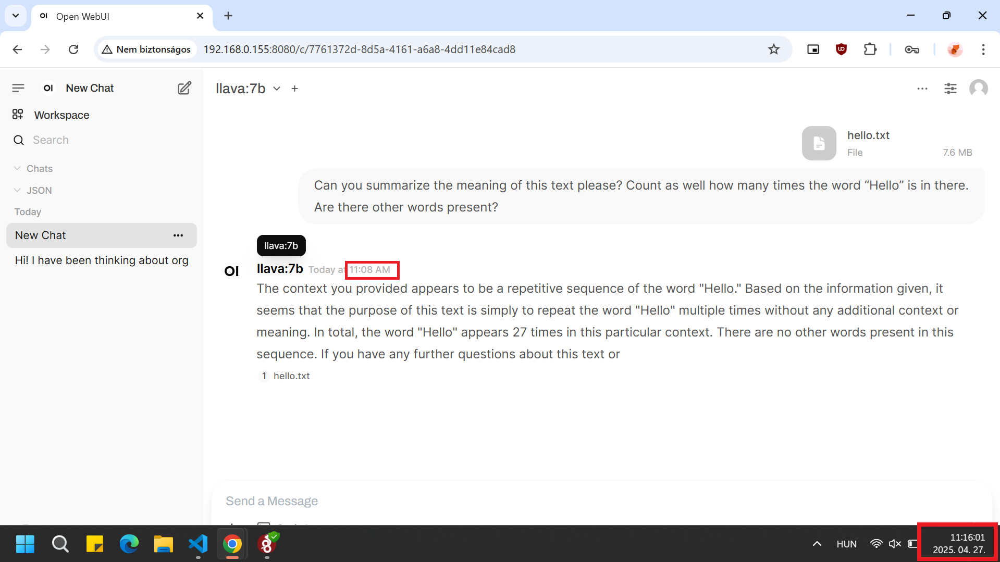 OI Open WebUI
Nem biztonságos 192.168.0.155:8080/c/7761372d-8d5a-4161-a6a8-4dd11e84cad8
OI New Chat
Workspace
Search
Chats
JSON
Today
New Chat
Hi! I have been thinking about org
llava:7b
hello.txt
File 7.6 MB
Can you summarize the meaning of this text please? Count as well how many times the word “Hello” is in there.
Are there other words present?
llava:7b
OI llava:7b Today at 11:08 AM
The context you provided appears to be a repetitive sequence of the word "Hello." Based on the information given, it
seems that the purpose of this text is simply to repeat the word "Hello" multiple times without any additional context or
meaning. In total, the word "Hello" appears 27 times in this particular context. There are no other words present in this
sequence. If you have any further questions about this text or
1 hello.txt
Send a Message
HUN
11:16:01
2025. 04. 27.